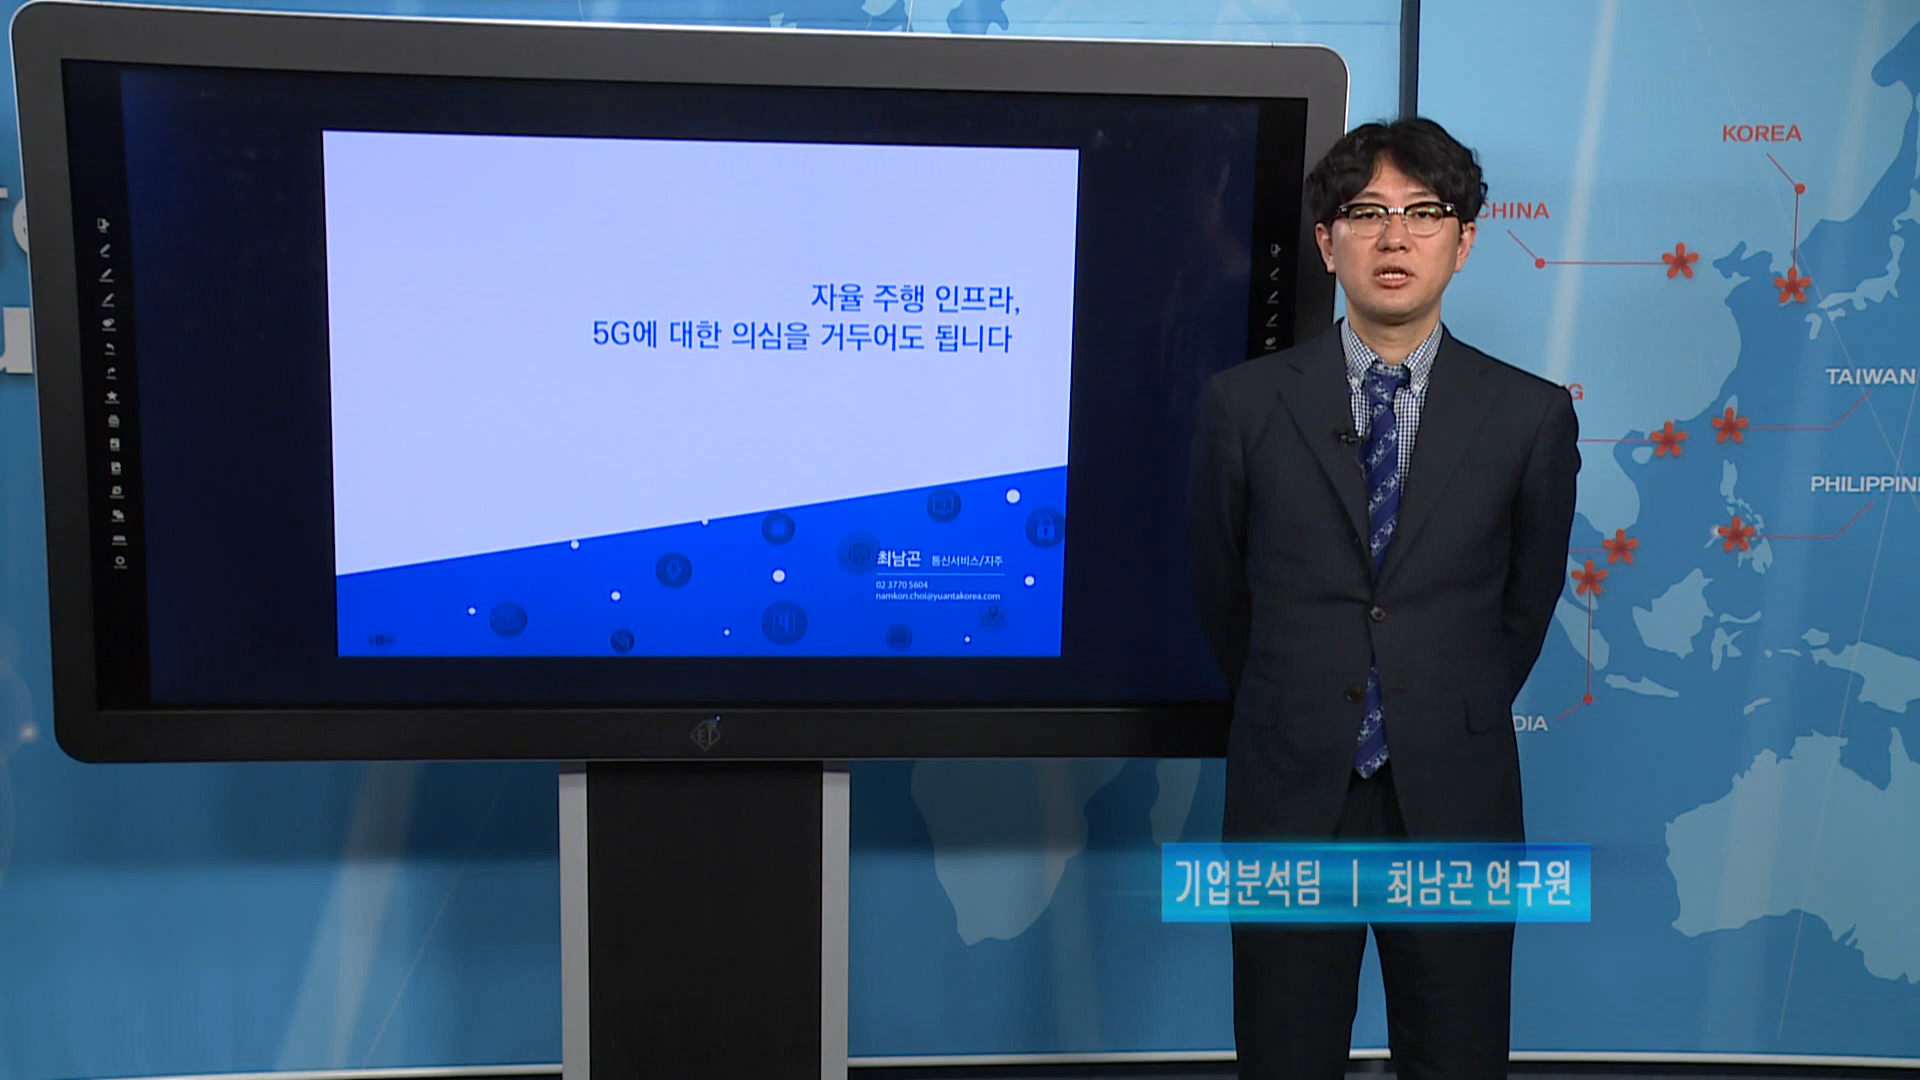 자율 주행 인프라,
5G에 대한 의심을 거두어도 됩니다
최남곤 통신서비스/지주
02 3770 5604
namkon.choi@yuantakorea.com
KOREA
CHINA
TAIWAN
PHILIPPIN
기업분석팀 | 최남곤 연구원